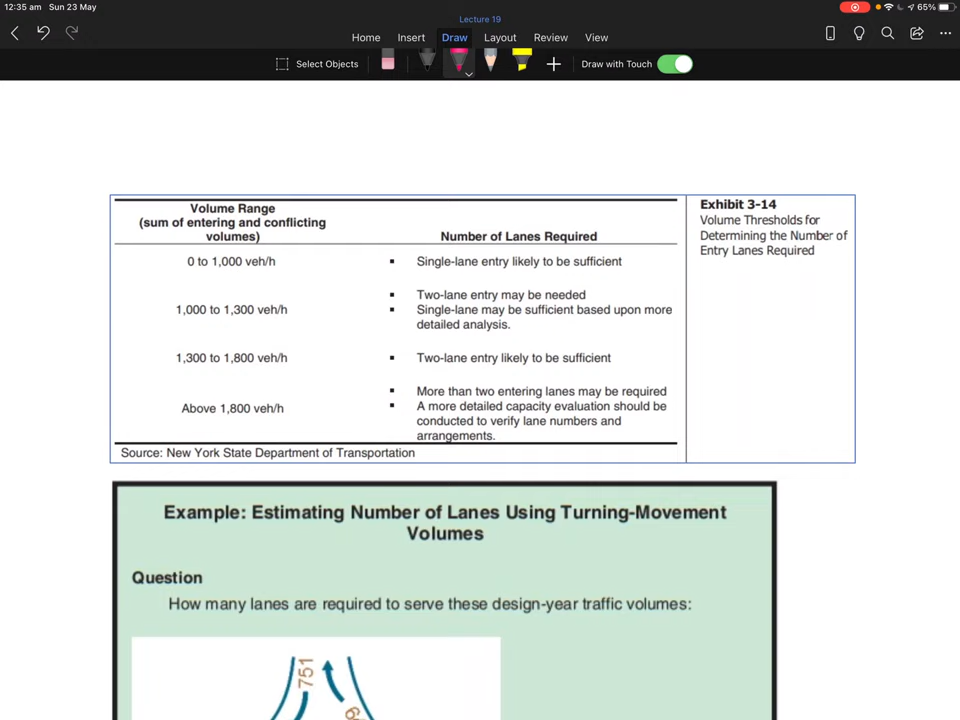 12:35 am Sun 23 May
65%
Lecture 19
Home Insert Draw Layout Review View
Select Objects
Draw with Touch
Volume Range
(sum of entering and conflicting
volumes)
Number of Lanes Required
0 to 1,000 veh/h
▪ Single-lane entry likely to be sufficient
1,000 to 1,300 veh/h
▪ Two-lane entry may be needed
▪ Single-lane may be sufficient based upon more
detailed analysis.
1,300 to 1,800 veh/h
▪ Two-lane entry likely to be sufficient
Above 1,800 veh/h
▪ More than two entering lanes may be required
▪ A more detailed capacity evaluation should be
conducted to verify lane numbers and
arrangements.
Source: New York State Department of Transportation
Exhibit 3-14
Volume Thresholds for
Determining the Number of
Entry Lanes Required
Example: Estimating Number of Lanes Using Turning-Movement
Volumes
Question
How many lanes are required to serve these design-year traffic volumes:
751